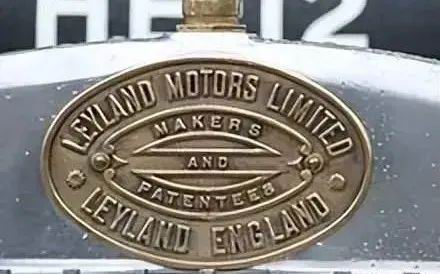 LEYLAND MOTORS LIMITED
MAKERS
AND
PATENTEES
LEYLAND ENGLAND